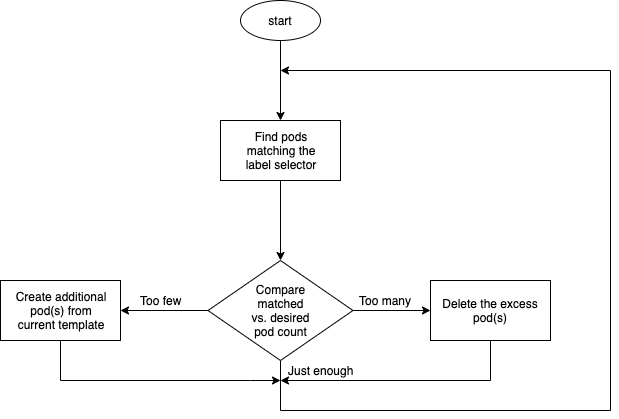 start
Find pods
matching the
label selector
Compare
matched
vs. desired
pod count
Too few
Too many
Create additional
pod(s) from
current template
Delete the excess
pod(s)
Just enough